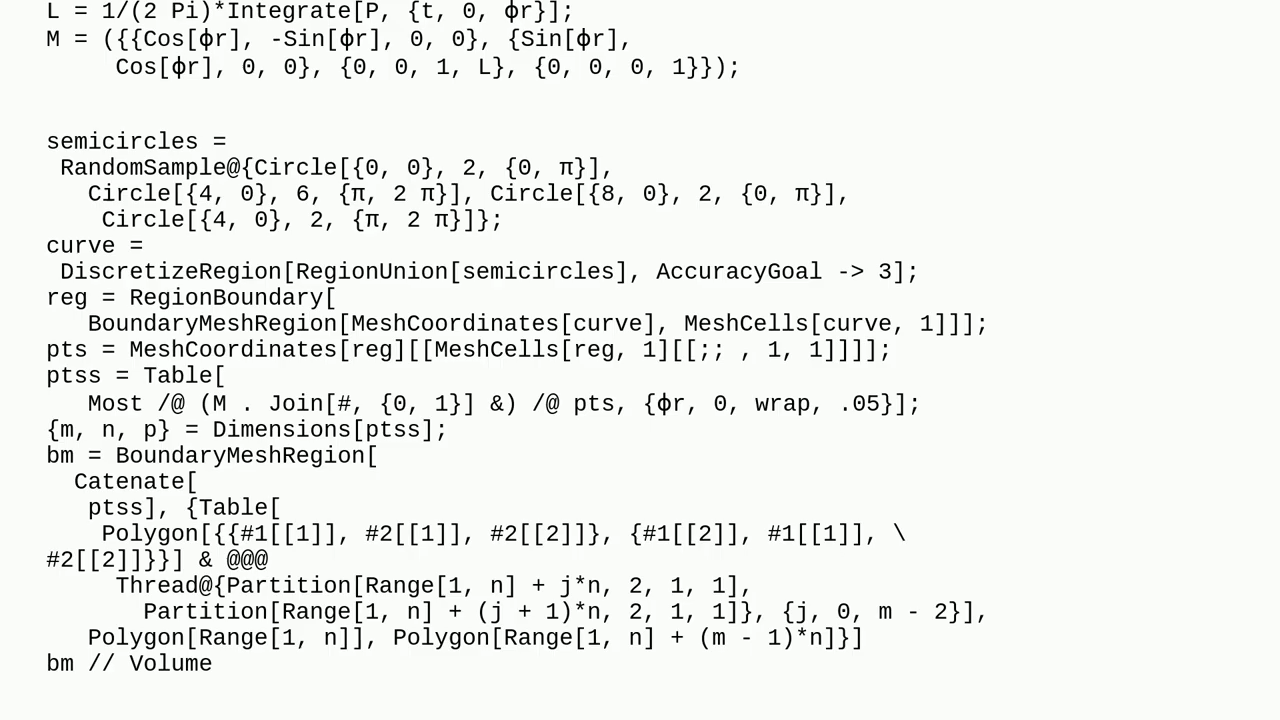 L = 1/(2 Pi)*Integrate[P, {t, 0, ϕr}];
M = ({{Cos[ϕr], -Sin[ϕr], 0, 0}, {Sin[ϕr],
Cos[ϕr], 0, 0}, {0, 0, 1, L}, {0, 0, 0, 1}});
semicircles =
RandomSample@{Circle[{0, 0}, 2, {0, π}],
Circle[{4, 0}, 6, {π, 2 π}], Circle[{8, 0}, 2, {0, π}],
Circle[{4, 0}, 2, {π, 2 π}]};
curve =
DiscretizeRegion[RegionUnion[semicircles], AccuracyGoal -> 3];
reg = RegionBoundary[
BoundaryMeshRegion[MeshCoordinates[curve], MeshCells[curve, 1]]];
pts = MeshCoordinates[reg][[MeshCells[reg, 1][[;; , 1, 1]]]];
ptss = Table[
Most /@ (M . Join[#, {0, 1}] &) /@ pts, {ϕr, 0, wrap, .05}];
{m, n, p} = Dimensions[ptss];
bm = BoundaryMeshRegion[
Catenate[
ptss], {Table[
Polygon[{{#1[[1]], #2[[1]], #2[[2]]}, {#1[[2]], #1[[1]], \
#2[[2]]}}] & @@@
Thread@{Partition[Range[1, n] + j*n, 2, 1, 1],
Partition[Range[1, n] + (j + 1)*n, 2, 1, 1]}, {j, 0, m - 2}],
Polygon[Range[1, n]], Polygon[Range[1, n] + (m - 1)*n]}]
bm // Volume